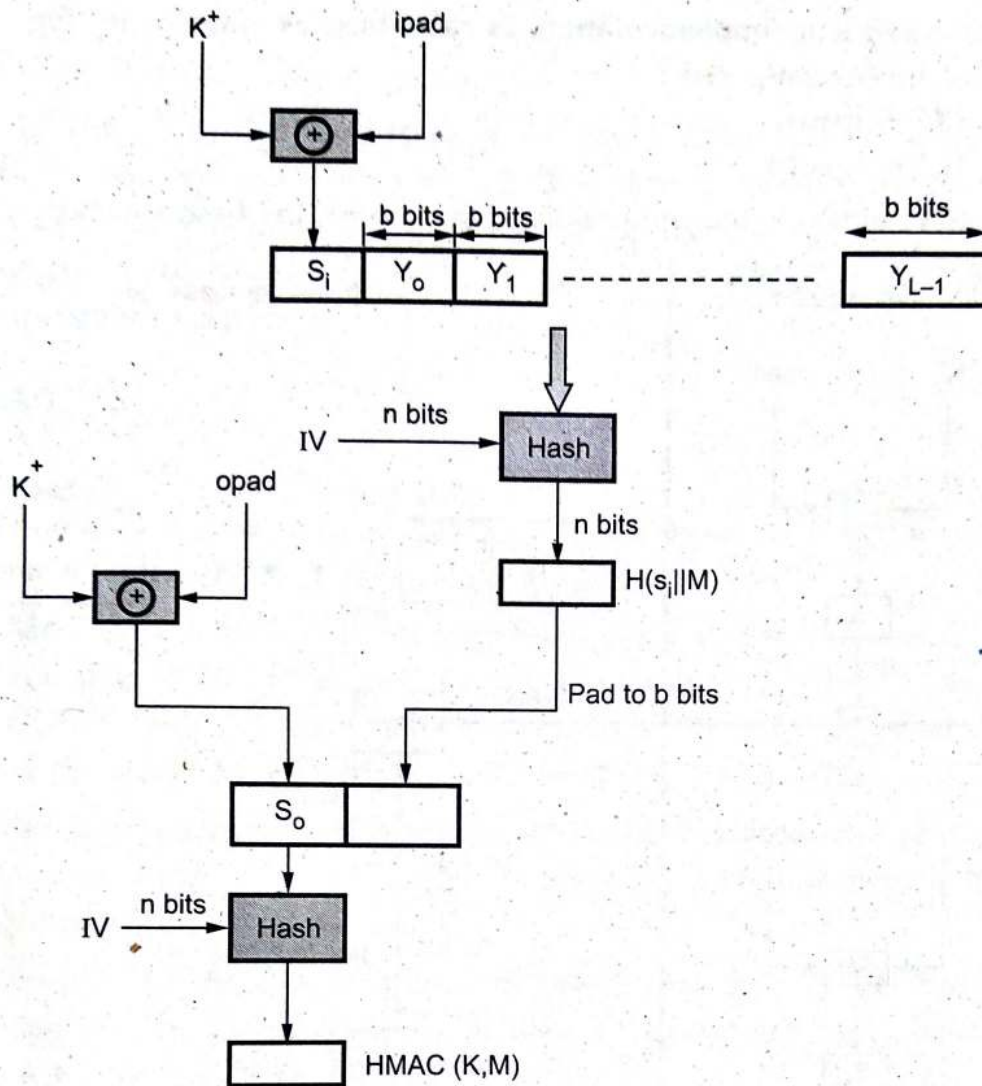 K+ ipad
+
b bits b bits b bits
Si Yo Y1 YL–1
n bits
IV Hash
K+ opad
n bits
+ H(si||M)
Pad to b bits
So
n bits
IV Hash
HMAC (K,M)